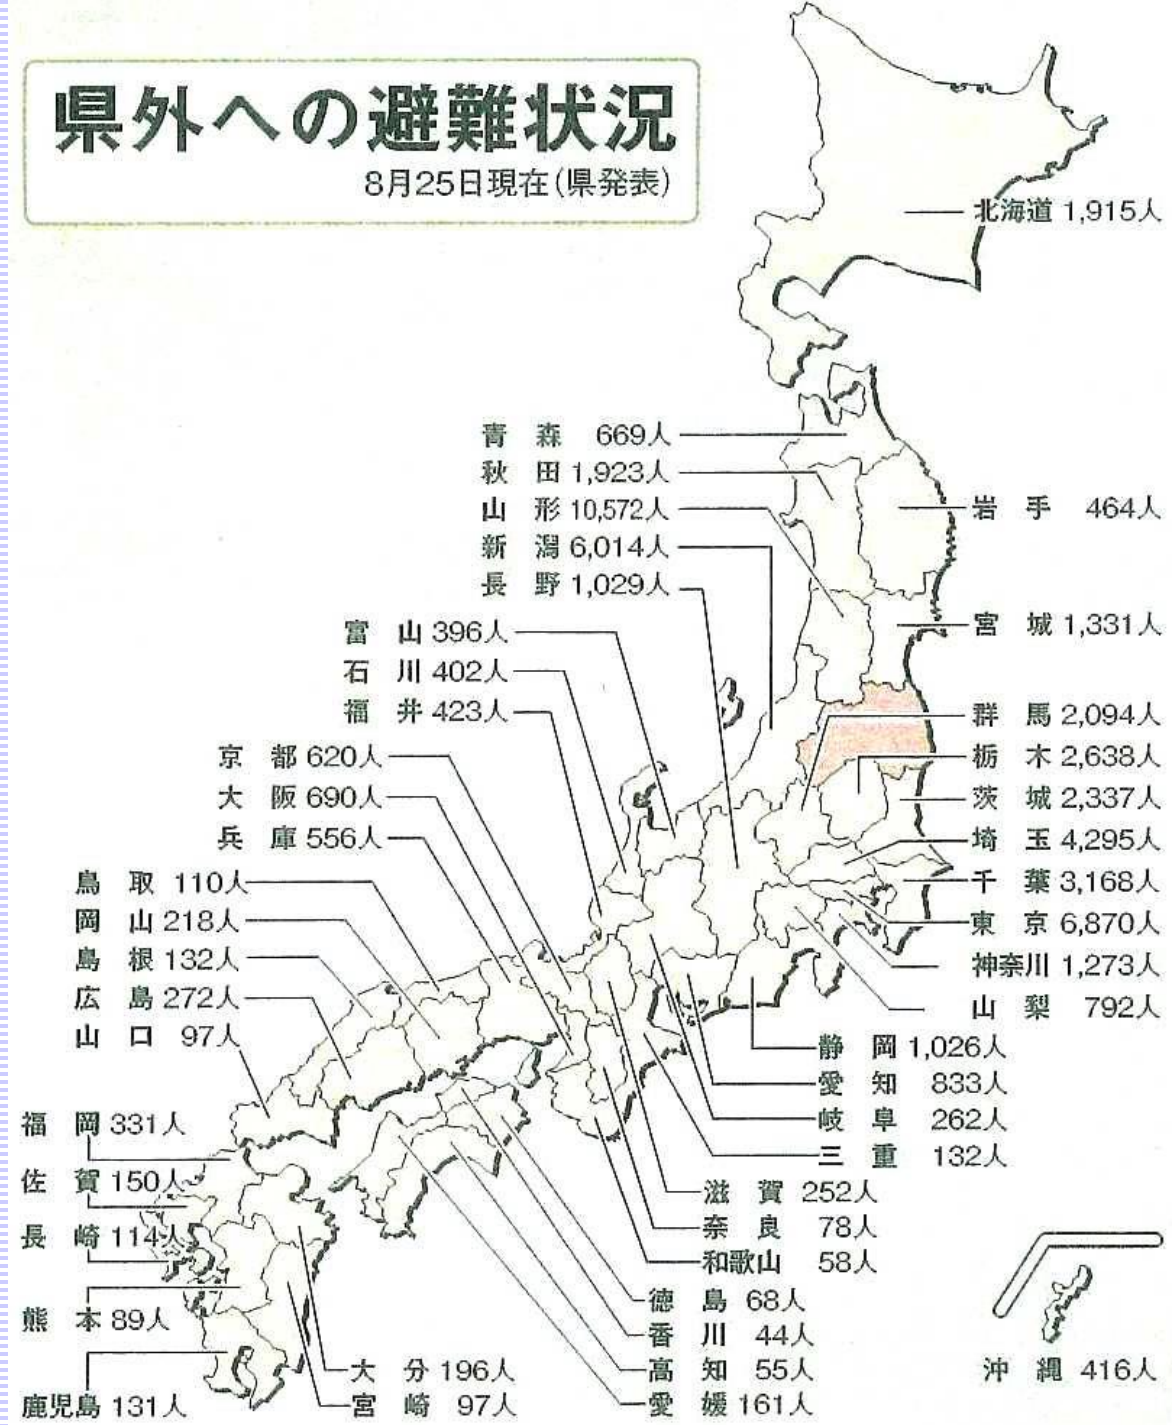 県外への避難状況
8月25日現在(県発表)
北海道 1,915人
青森 669人
秋田 1,923人
山形 10,572人
新潟 6,014人
長野 1,029人
岩手 464人
宮城 1,331人
富山 396人
石川 402人
福井 423人
群馬 2,094人
栃木 2,638人
茨城 2,337人
埼玉 4,295人
千葉 3,168人
東京 6,870人
神奈川 1,273人
山梨 792人
京都 620人
大阪 690人
兵庫 556人
鳥取 110人
岡山 218人
島根 132人
広島 272人
山口 97人
静岡 1,026人
愛知 833人
岐阜 262人
三重 132人
滋賀 252人
奈良 78人
和歌山 58人
徳島 68人
香川 44人
高知 55人
愛媛 161人
福岡 331人
佐賀 150人
長崎 114人
熊本 89人
鹿児島 131人
大分 196人
宮崎 97人
沖縄 416人